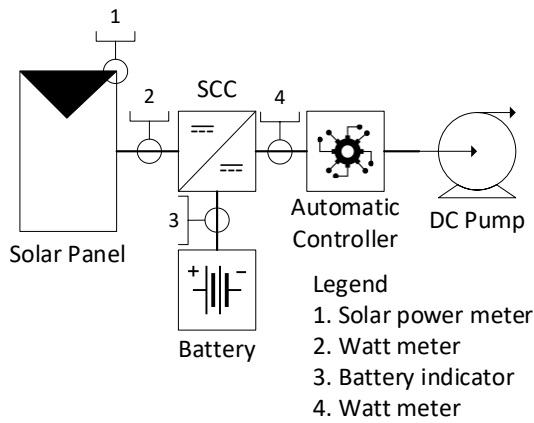 1
SCC
2
4
3
Automatic
Controller
DC Pump
Solar Panel
+ −
Battery
Legend
1. Solar power meter
2. Watt meter
3. Battery indicator
4. Watt meter